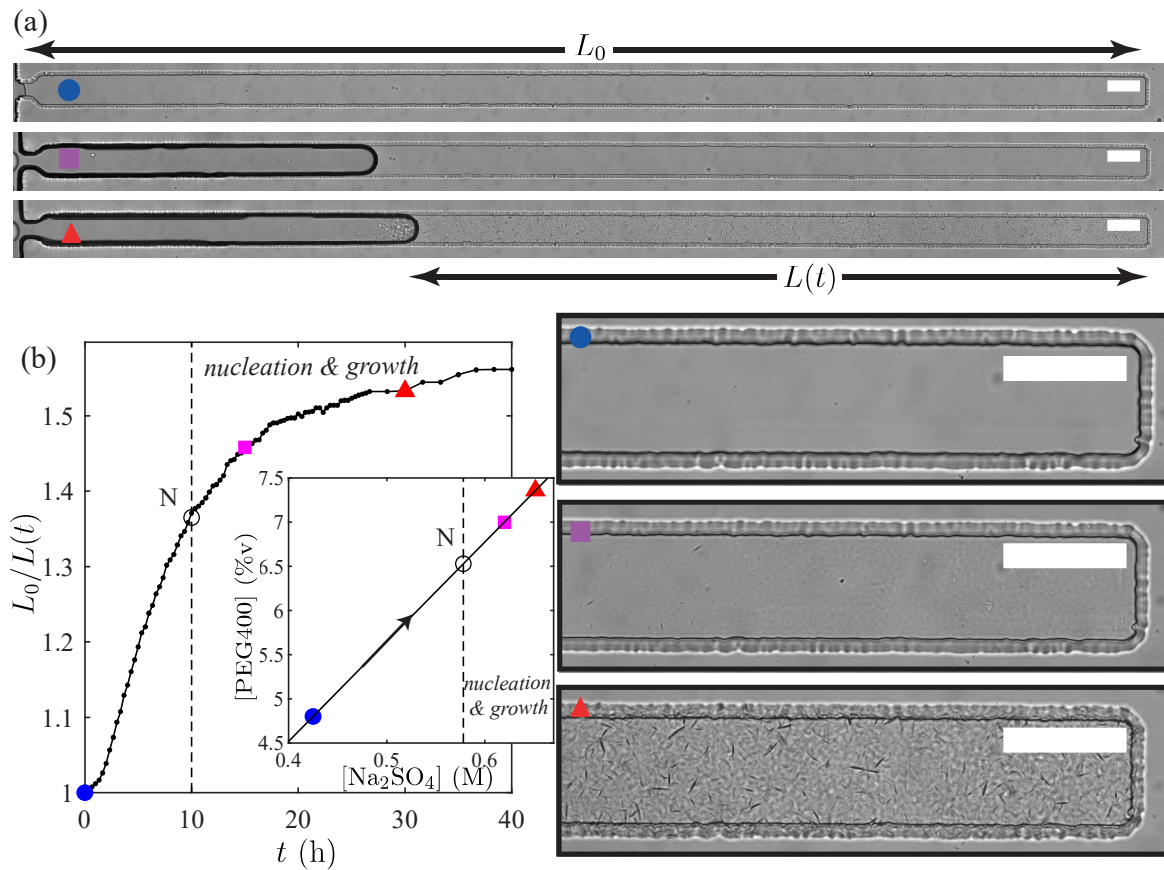 (a)
L₀
L(t)
(b)
nucleation & growth
N
L₀/L(t)
1.5
1.4
1.3
1.2
1.1
1
0
10
20
30
40
t (h)
7.5
7
6.5
6
5.5
5
4.5
[PEG400] (%v)
N
nucleation
& growth
0.4
0.5
0.6
[Na₂SO₄] (M)